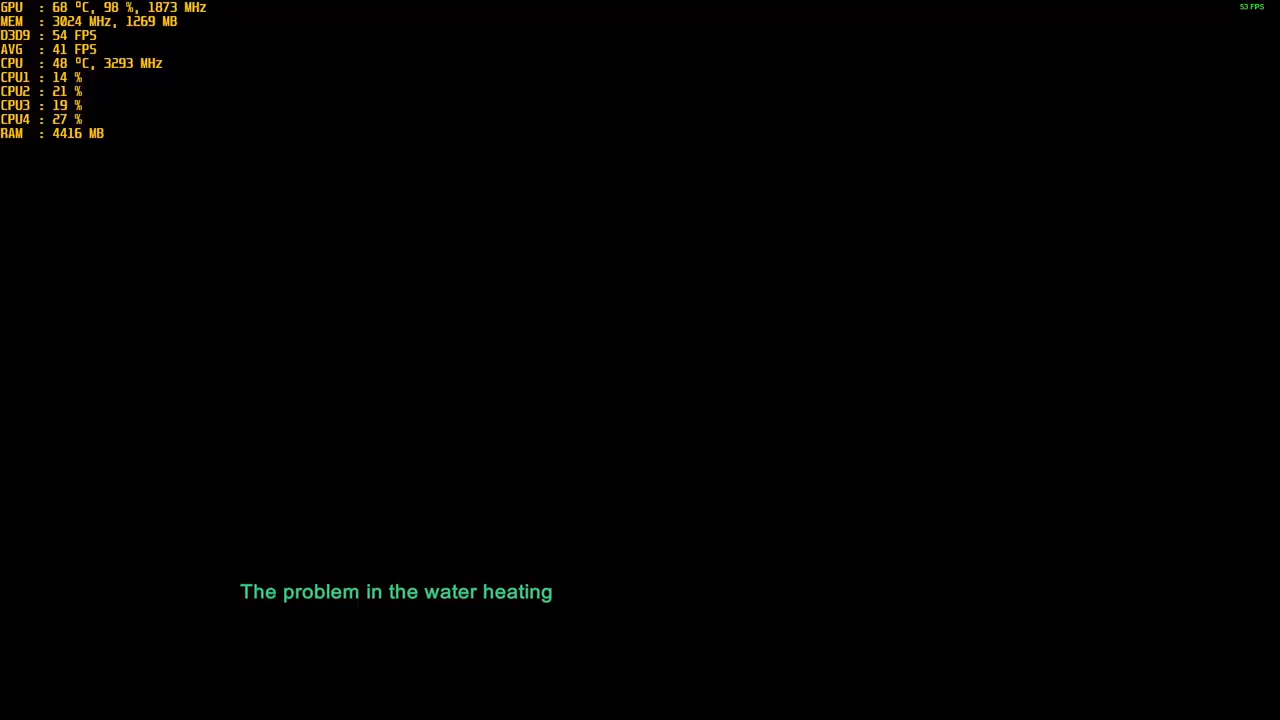 GPU : 68 ºC, 98 %, 1873 MHz
53 FPS
MEM : 3024 MHz, 1269 MB
D3D9 : 54 FPS
AVG : 41 FPS
CPU : 48 ºC, 3293 MHz
CPU1 : 14 %
CPU2 : 21 %
CPU3 : 19 %
CPU4 : 27 %
RAM : 4416 MB
The problem in the water heating